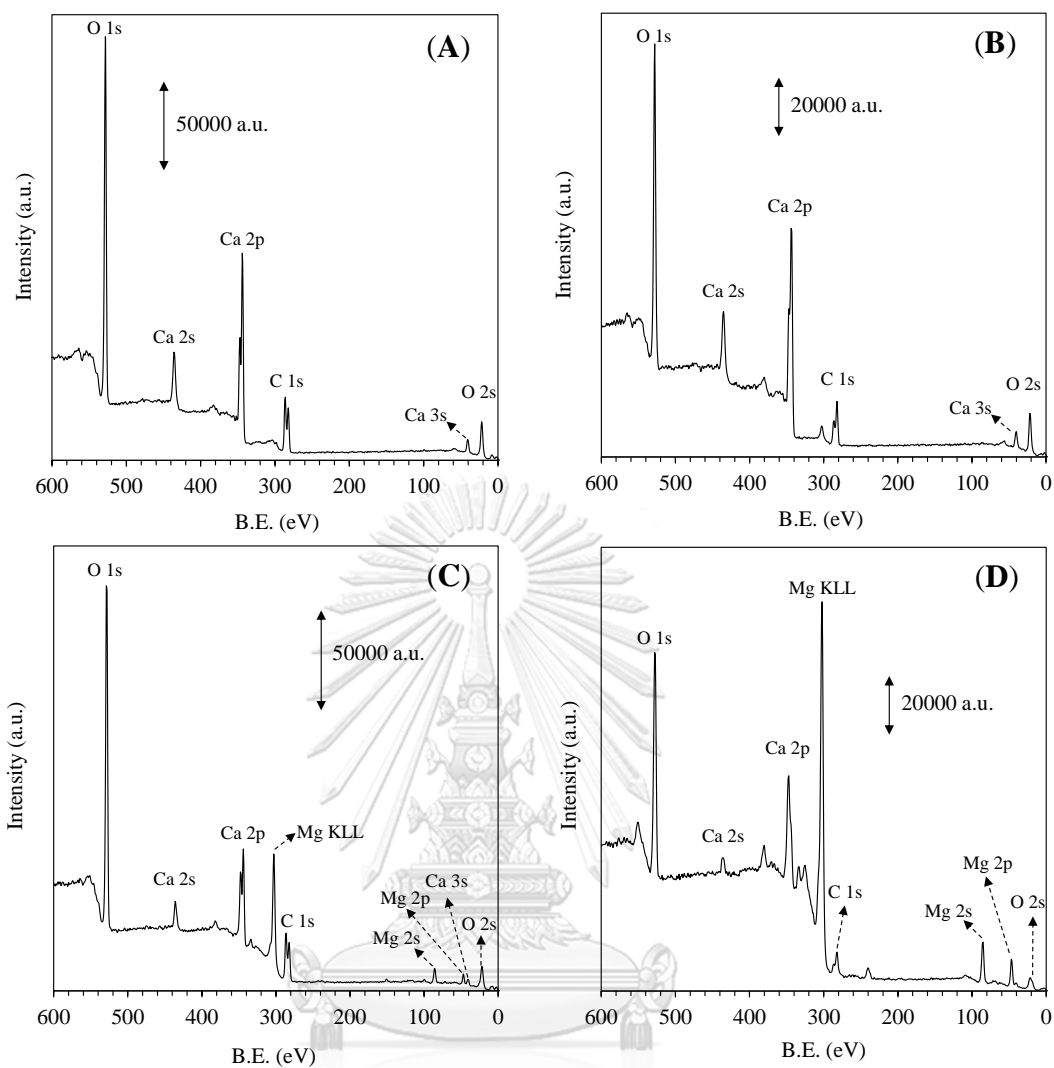 O 1s
(A)
50000 a.u.
Ca 2p
Ca 2s
C 1s
Ca 3s
O 2s
Intensity (a.u.)
600 500 400 300 200 100 0
B.E. (eV)
O 1s
(B)
20000 a.u.
Ca 2p
Ca 2s
C 1s
Ca 3s
O 2s
Intensity (a.u.)
600 500 400 300 200 100 0
B.E. (eV)
O 1s
(C)
50000 a.u.
Ca 2p
Mg KLL
Ca 2s
C 1s
Ca 3s
Mg 2p
Mg 2s
O 2s
Intensity (a.u.)
600 500 400 300 200 100 0
B.E. (eV)
(D)
Mg KLL
O 1s
20000 a.u.
Ca 2p
Ca 2s
C 1s
Mg 2p
Mg 2s
O 2s
Intensity (a.u.)
600 500 400 300 200 100 0
B.E. (eV)